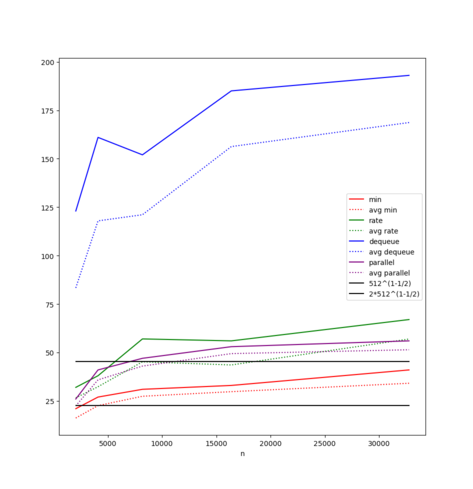 200
175
150
125
100
75
50
25
min
avg min
rate
avg rate
dequeue
avg dequeue
parallel
avg parallel
512^(1-1/2)
2*512^(1-1/2)
5000 10000 15000 20000 25000 30000
n